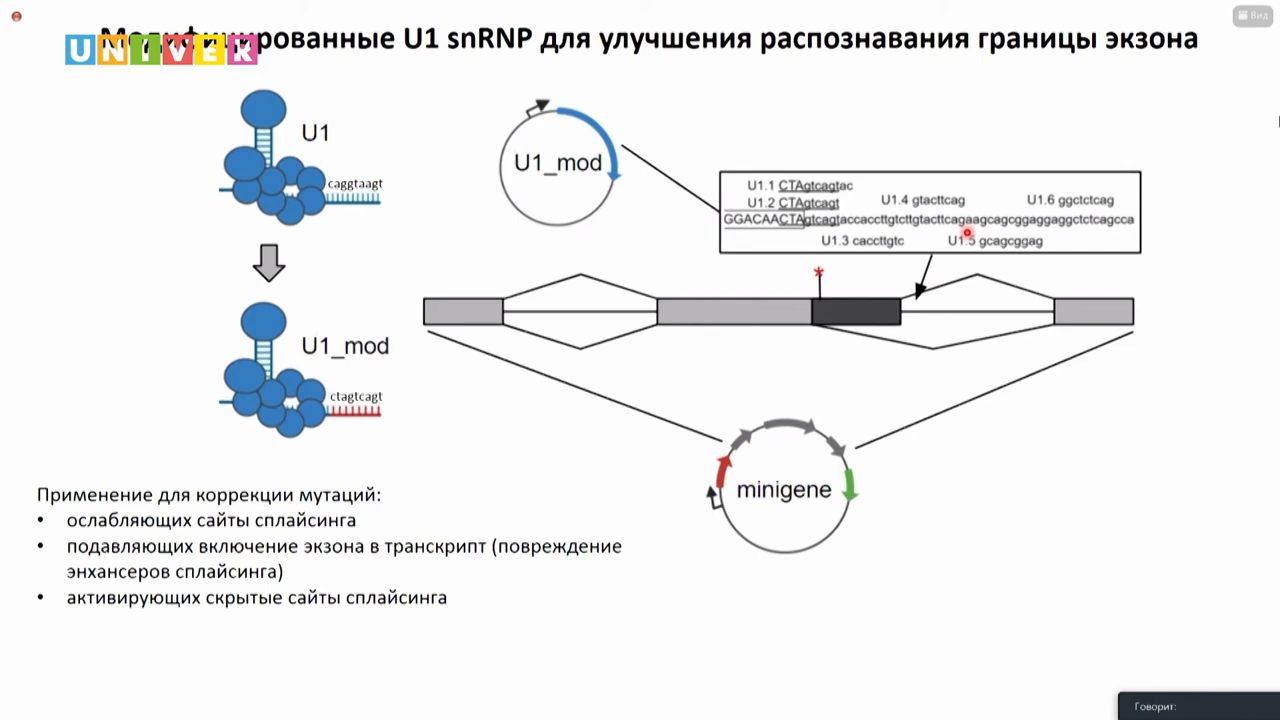 Вид
Модифицированные U1 snRNP для улучшения распознавания границы экзона
UNIVER
U1
caggtaagt
U1_mod
ctagtcagt
U1_mod
U1.1 CTAgtcagtac
U1.2 CTAgtcagt
U1.4 gtacttcag
U1.6 ggctctcag
GGACAACTAgtcagtaccaccttgtcttgtacttcagaagcagcggaggaggctctcagcca
U1.3 caccttgtc
U1.5 gcagcggag
*
minigene
Применение для коррекции мутаций:
• ослабляющих сайты сплайсинга
• подавляющих включение экзона в транскрипт (повреждение
энхансеров сплайсинга)
• активирующих скрытые сайты сплайсинга
Говорит: